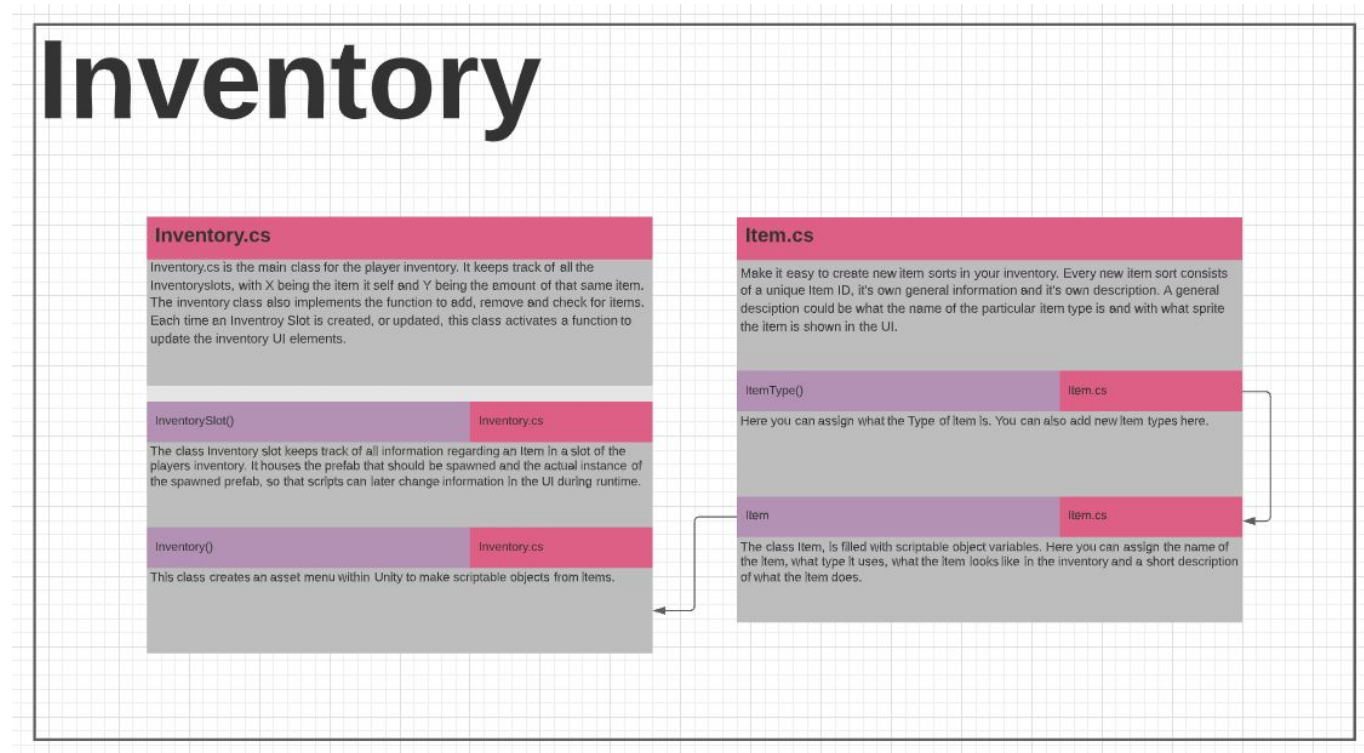 Inventory
Inventory.cs
Inventory.cs is the main class for the player inventory. It keeps track of all the
Inventoryslots, with X being the item it self and Y being the amount of that same item.
The inventory class also implements the function to add, remove and check for items.
Each time an Inventroy Slot is created, or updated, this class activates a function to
update the inventory UI elements.
InventorySlot()
Inventory.cs
The class Inventory slot keeps track of all information regarding an Item in a slot of the
players inventory. It houses the prefab that should be spawned and the actual instance of
the spawned prefab, so that scripts can later change information in the UI during runtime.
Inventory()
Inventory.cs
This class creates an asset menu within Unity to make scriptable objects from items.
Item.cs
Make it easy to create new item sorts in your inventory. Every new item sort consists
of a unique Item ID, it's own general information and it's own description. A general
desciption could be what the name of the particular item type is and with what sprite
the item is shown in the UI.
ItemType()
Item.cs
Here you can assign what the Type of item is. You can also add new item types here.
Item
Item.cs
The class Item, is filled with scriptable object variables. Here you can assign the name of
the item, what type it uses, what the item looks like in the inventory and a short description
of what the item does.